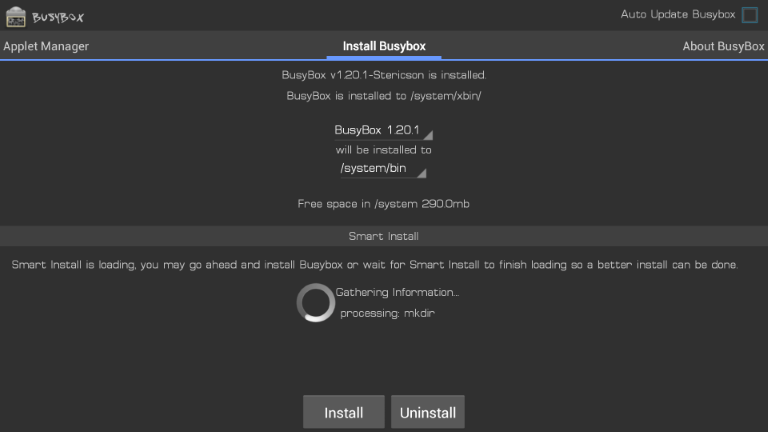 BUSYBOX
Auto Update Busybox
Applet Manager
Install Busybox
About BusyBox
BusyBox v1.20.1-Stericson is installed.
BusyBox is installed to /system/xbin/
BusyBox 1.20.1
will be installed to
/system/bin
Free space in /system 290.0mb
Smart Install
Smart Install is loading, you may go ahead and install Busybox or wait for Smart Install to finish loading so a better install can be done.
Gathering Information...
processing: mkdir
Install
Uninstall